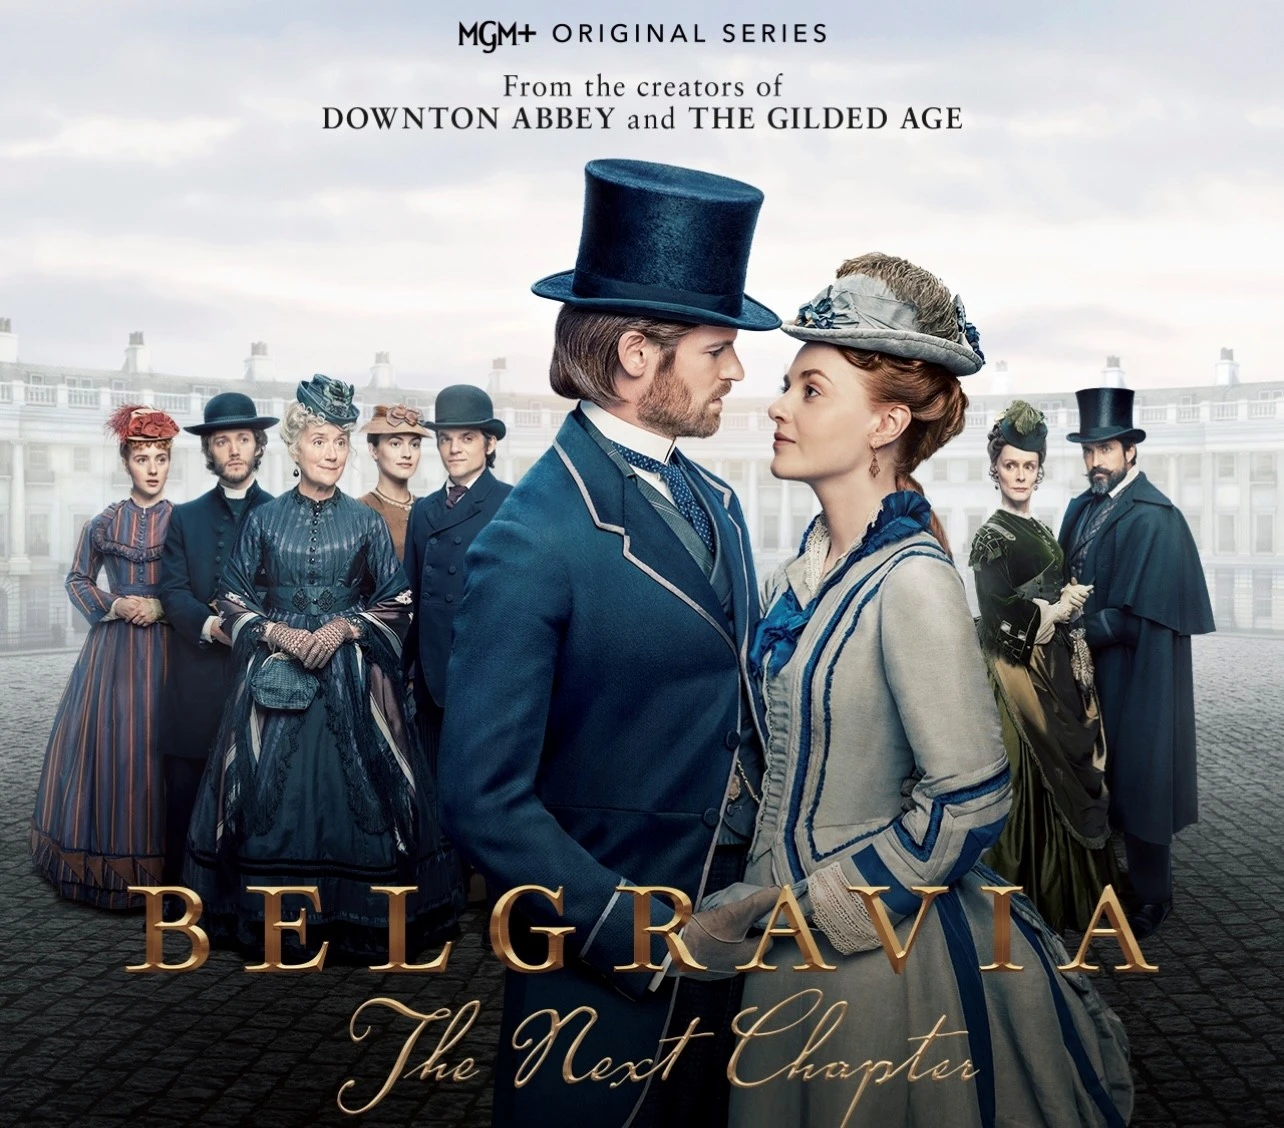 MGM+ ORIGINAL SERIES
From the creators of
DOWNTON ABBEY and THE GILDED AGE
BELGRAVIA
The Next Chapter